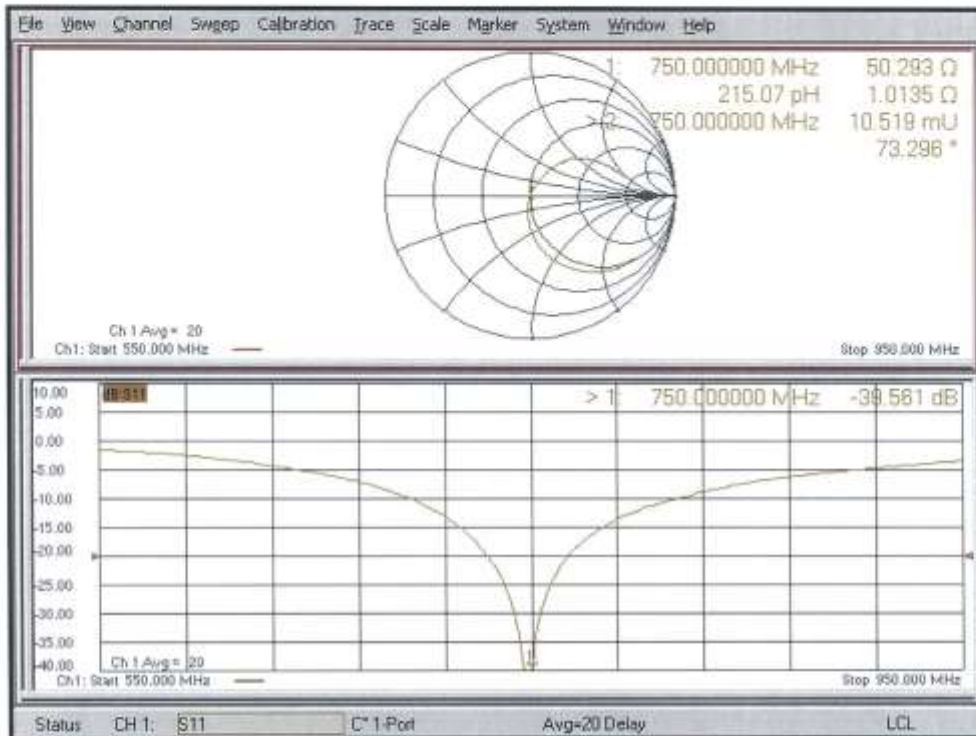 File View Channel Sweep Calibration Trace Scale Marker System Window Help
1: 750.000000 MHz 50.293 Ω
215.07 pH 1.0135 Ω
> 2: 750.000000 MHz 10.519 mU
73.296 °
Ch 1 Avg = 20
Ch1: Start 550.000 MHz
Stop 950.000 MHz
10.00
dB S11
> 1: 750.000000 MHz -39.561 dB
5.00
0.00
-5.00
-10.00
-15.00
-20.00
-25.00
-30.00
-35.00
1
-40.00
Ch 1 Avg = 20
Ch1: Start 550.000 MHz
Stop 950.000 MHz
Status CH 1: S11 C* 1-Port Avg=20 Delay LCL